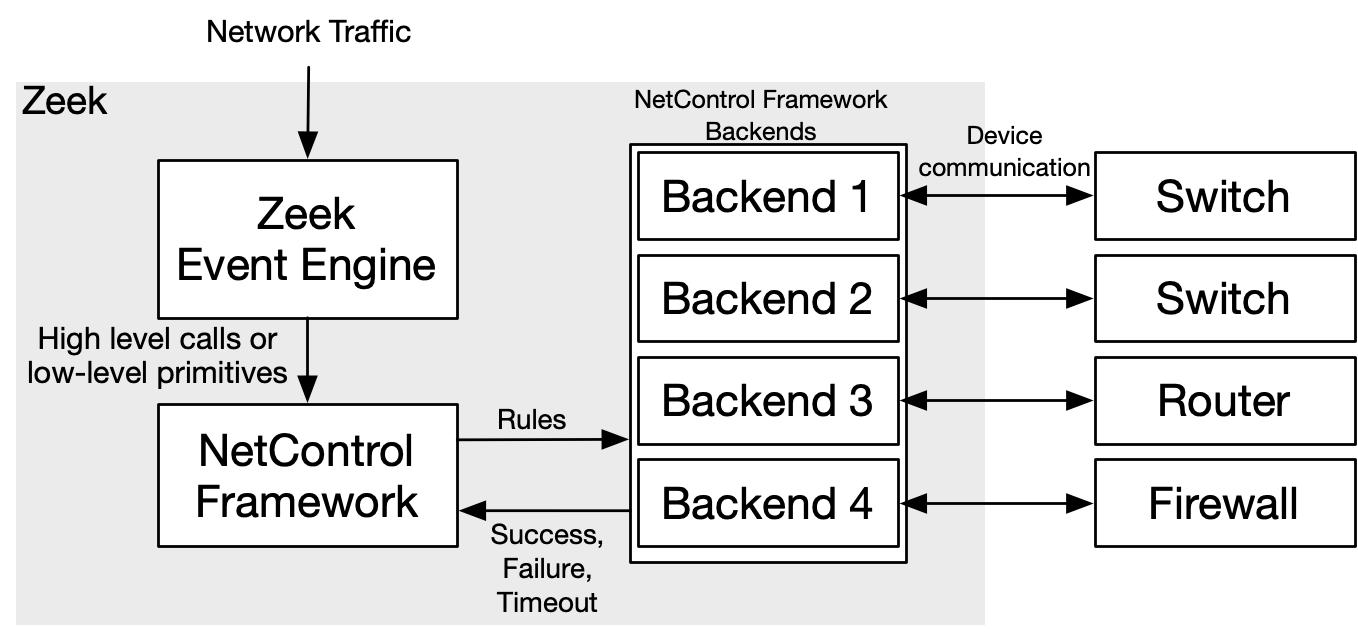 Network Traffic
Zeek
NetControl Framework
Backends
Device
communication
Zeek
Event Engine
Backend 1
Switch
Backend 2
Switch
High level calls or
low-level primitives
Backend 3
Router
NetControl
Framework
Rules
Backend 4
Firewall
Success,
Failure,
Timeout